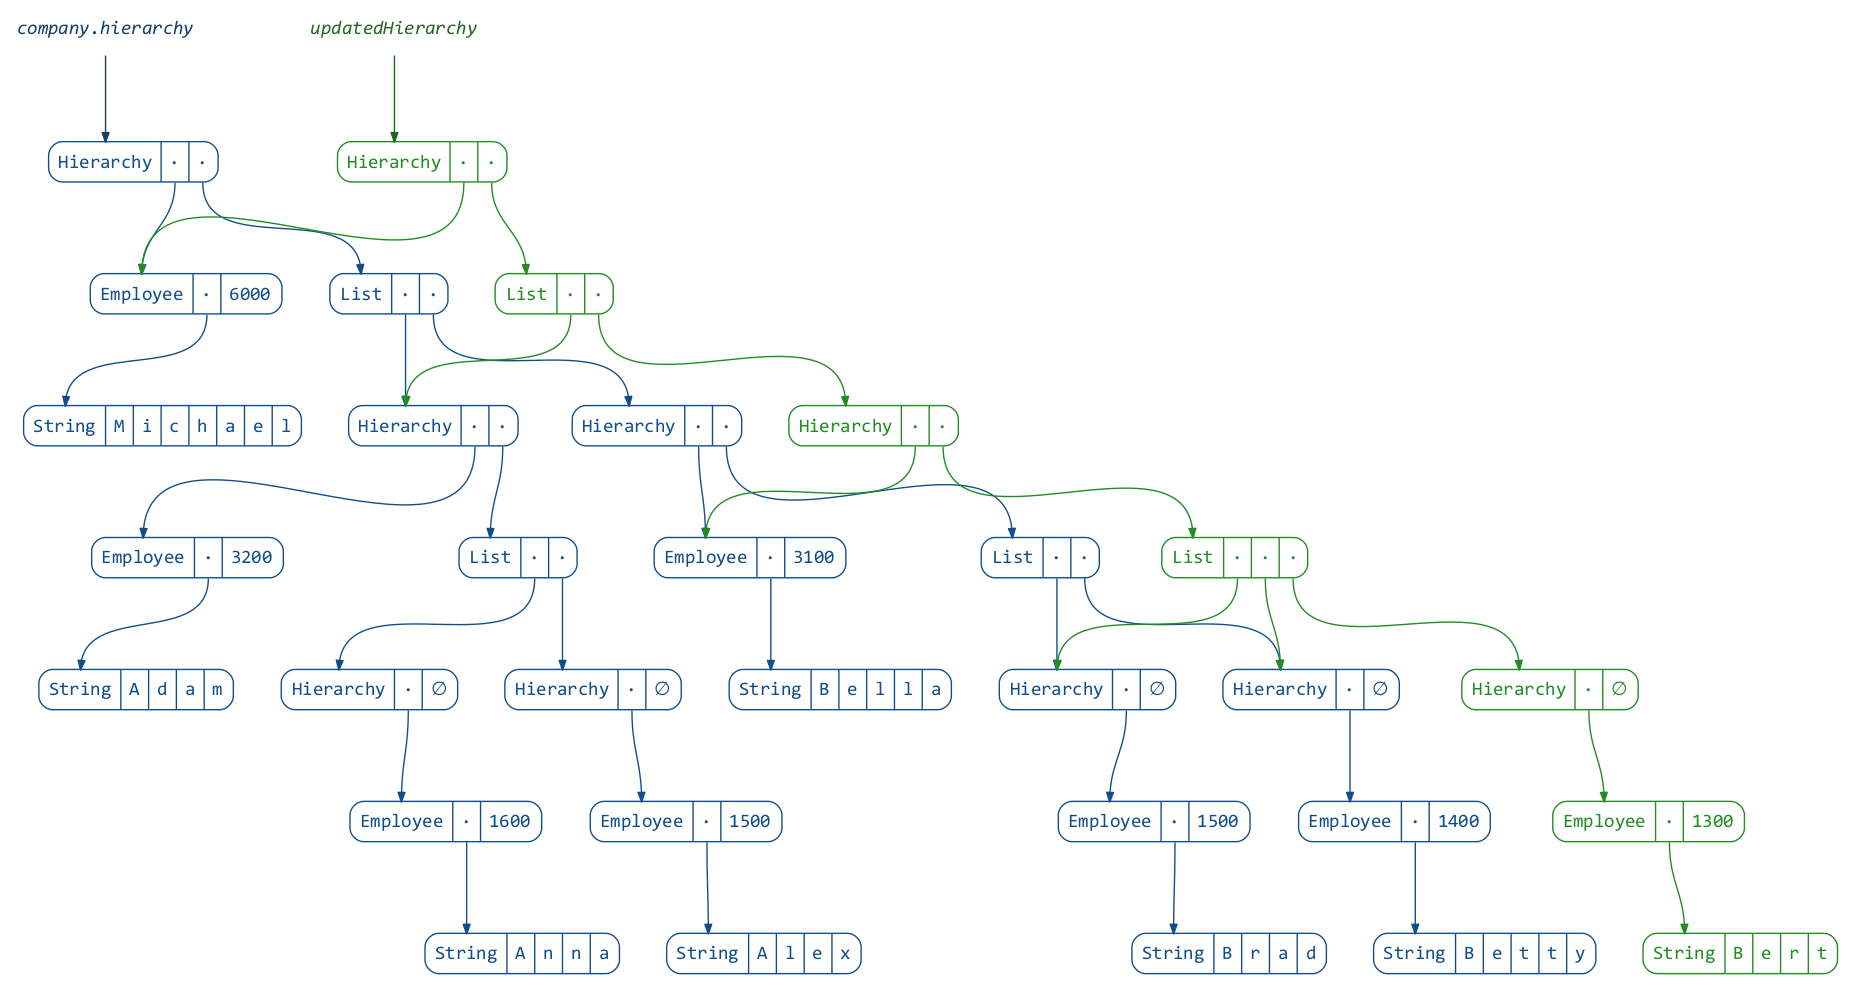 company.hierarchy updatedHierarchy
Hierarchy · · Hierarchy · ·
Employee · 6000 List · · List · ·
String M i c h a e l Hierarchy · · Hierarchy · · Hierarchy · ·
Employee · 3200 List · · Employee · 3100 List · · List · · ·
String A d a m Hierarchy · ∅ Hierarchy · ∅ String B e l l a Hierarchy · ∅ Hierarchy · ∅ Hierarchy · ∅
Employee · 1600 Employee · 1500 Employee · 1500 Employee · 1400 Employee · 1300
String A n n a String A l e x String B r a d String B e t t y String B e r t